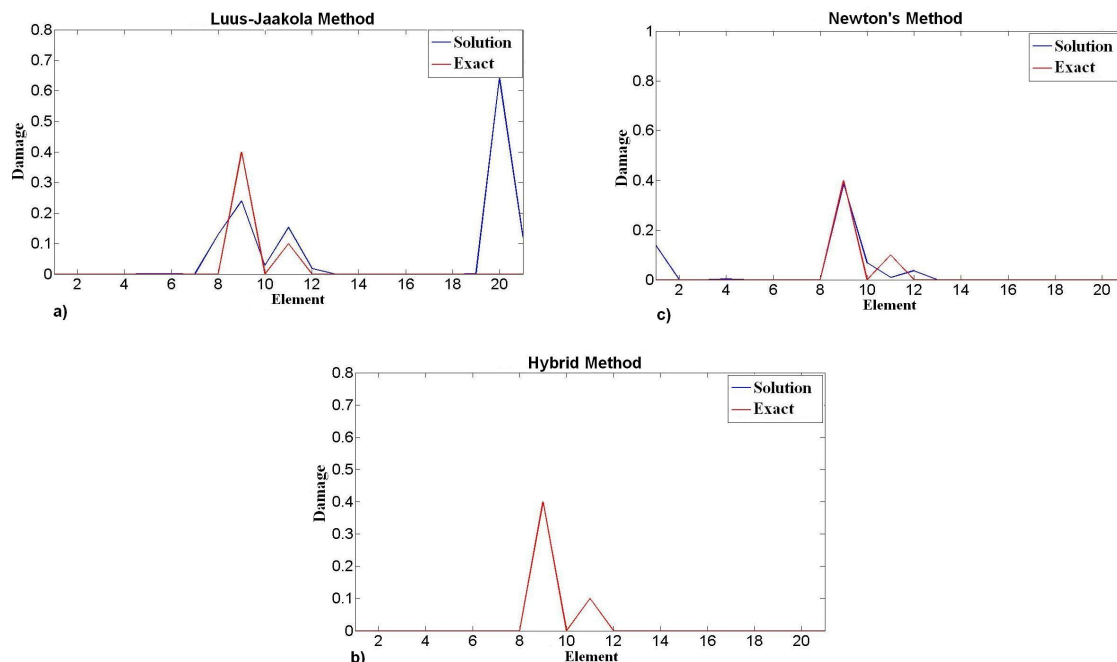 Luus-Jaakola Method
0.8
0.7
0.6
0.5
0.4
0.3
0.2
0.1
0
Damage
Solution
Exact
2 4 6 8 10 12 14 16 18 20
Element
a)
Newton's Method
1
0.8
0.6
0.4
0.2
0
Damage
Solution
Exact
2 4 6 8 10 12 14 16 18 20
Element
c)
Hybrid Method
0.8
0.7
0.6
0.5
0.4
0.3
0.2
0.1
0
Damage
Solution
Exact
2 4 6 8 10 12 14 16 18 20
Element
b)